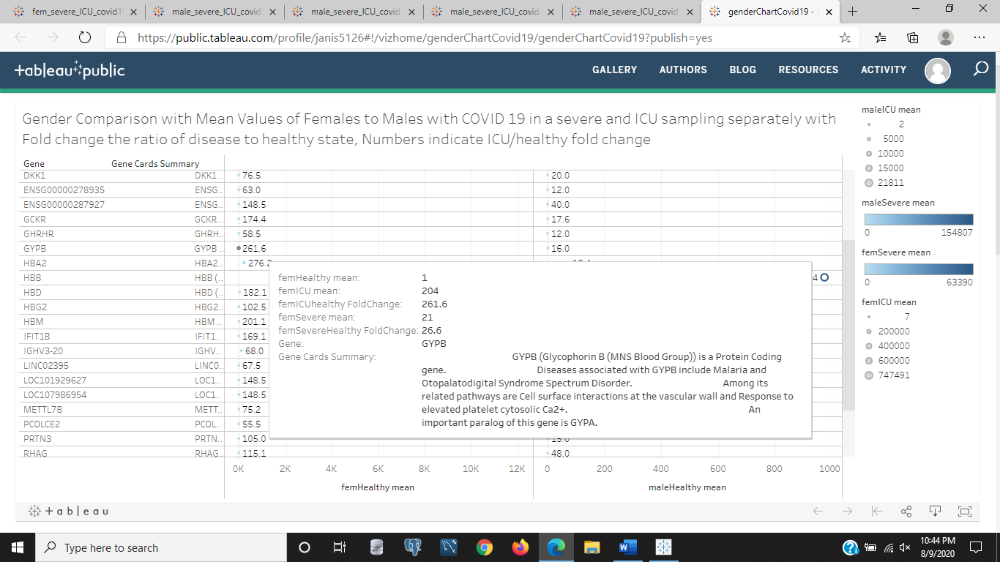 fem_severe_ICU_covid1
male_severe_ICU_covid
male_severe_ICU_covid
male_severe_ICU_covid
male_severe_ICU_covid
genderChartCovid19 -
https://public.tableau.com/profile/janis5126#!/vizhome/genderChartCovid19/genderChartCovid19?publish=yes
+ableau public
GALLERY AUTHORS BLOG RESOURCES ACTIVITY
Gender Comparison with Mean Values of Females to Males with COVID 19 in a severe and ICU sampling separately with
Fold change the ratio of disease to healthy state, Numbers indicate ICU/healthy fold change
Gene Gene Cards Summary
DKK1 DKK1 .. 76.5 20.0
ENSG00000278935 ENSG.. 63.0 12.0
ENSG00000287927 ENSG.. 148.5 40.0
GCKR GCKR .. 174.4 17.6
GHRHR GHRH.. 58.5 12.0
GYPB GYPB .. 261.6 16.0
HBA2 HBA2.. 276.2
HBB HBB (.. 4
HBD HBD (.. 182.1
HBG2 HBG2.. 102.5
HBM HBM .. 201.1
IFIT1B IFIT1.. 169.1
IGHV3-20 IGHV.. 68.0
LINC02395 LINC0.. 67.5
LOC101929627 LOC1.. 148.5
LOC107986954 LOC1.. 148.5
METTL7B METT.. 75.2
PCOLCE2 PCOL.. 55.5
PRTN3 PRTN.. 105.0 15.0
RHAG RHAG.. 115.1 48.0
femHealthy mean: 1
femICU mean: 204
femICUhealthy FoldChange: 261.6
femSevere mean: 21
femSevereHealthy FoldChange: 26.6
Gene: GYPB
Gene Cards Summary: GYPB (Glycophorin B (MNS Blood Group)) is a Protein Coding
gene. Diseases associated with GYPB include Malaria and
Otopalatodigital Syndrome Spectrum Disorder. Among its
related pathways are Cell surface interactions at the vascular wall and Response to
elevated platelet cytosolic Ca2+. An
important paralog of this gene is GYPA.
0K 2K 4K 6K 8K 10K 12K 0 200 400 600 800 1000
femHealthy mean maleHealthy mean
maleICU mean
2
5000
10000
15000
21811
maleSevere mean
0 154807
femSevere mean
0 63390
femICU mean
7
200000
400000
600000
747491
+ableau
Type here to search
10:44 PM
8/9/2020